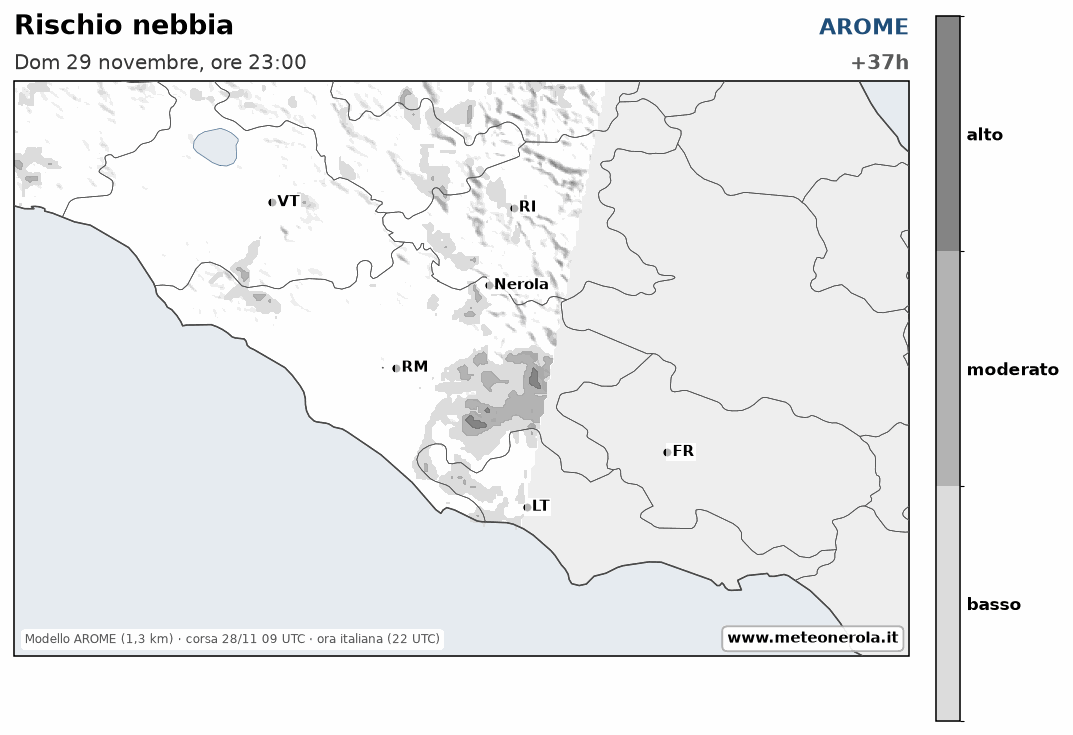 Rischio nebbia
AROME
Dom 29 novembre, ore 23:00
+37h
alto
VT
RI
Nerola
RM
moderato
FR
LT
basso
Modello AROME (1,3 km) · corsa 28/11 09 UTC · ora italiana (22 UTC)
www.meteonerola.it